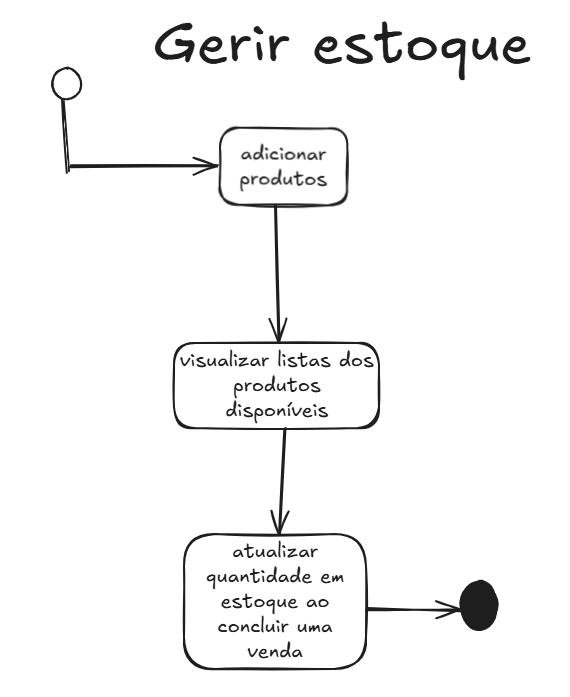 Gerir estoque
adicionar
produtos
visualizar listas dos
produtos
disponíveis
atualizar
quantidade em
estoque ao
concluir uma
venda